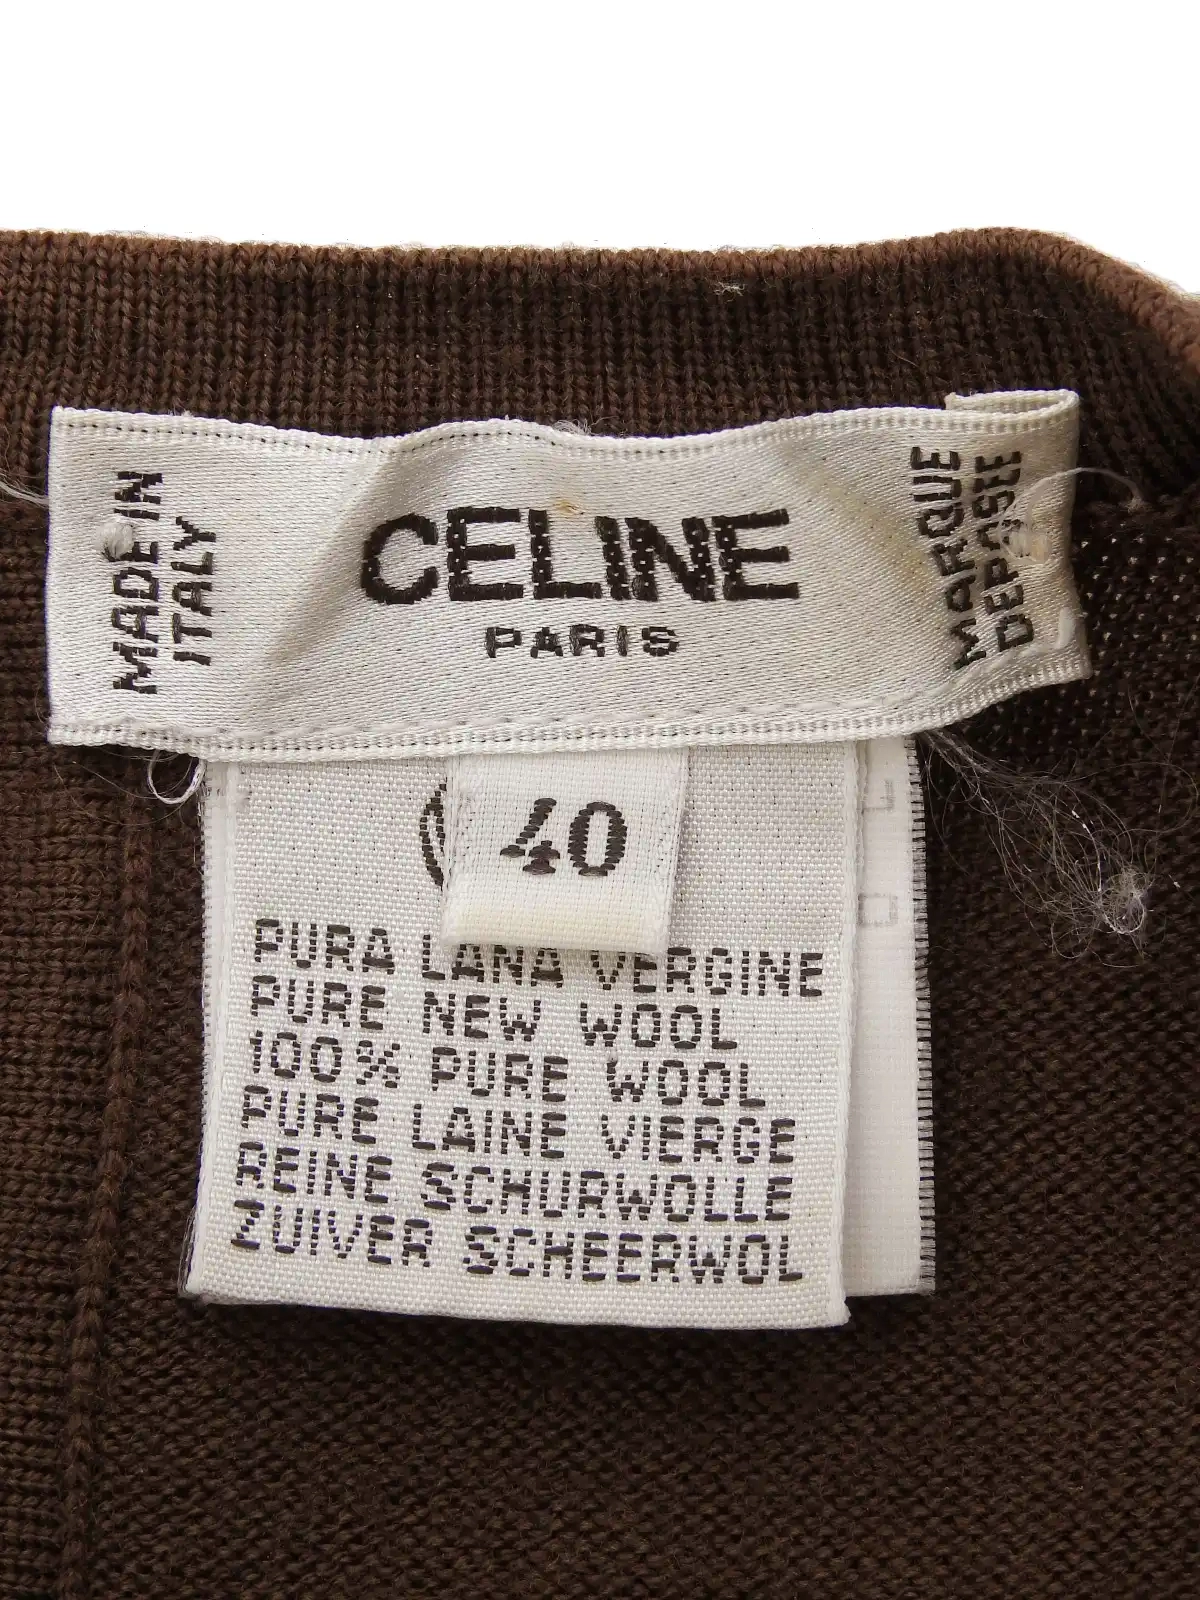 MADE IN
ITALY
CELINE
PARIS
MARQUE
DEPASEE
40
PURA LANA VERGINE
PURE NEW WOOL
100% PURE WOOL
PURE LAINE VIERGE
REINE SCHURWOLLE
ZUIVER SCHEERWOL